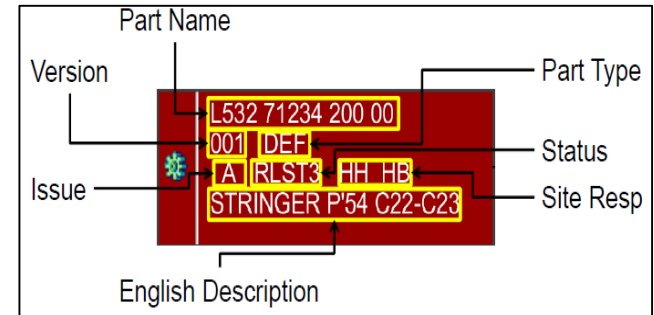 Part Name
Version
Part Type
L532 71234 200 00
001 DEF
Status
A RLST3 HH HB
Issue
Site Resp
STRINGER P'54 C22-C23
English Description